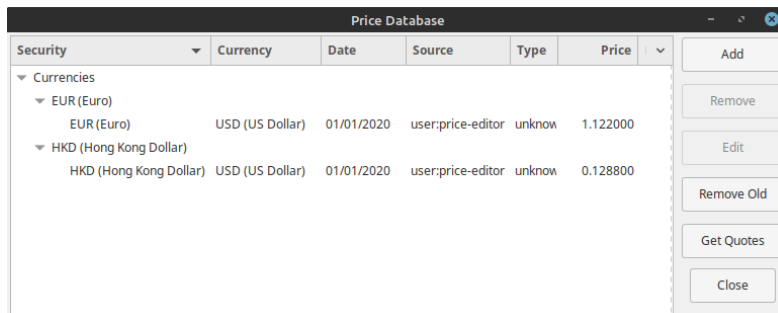 Price Database
Security Currency Date Source Type Price
Add
Currencies
EUR (Euro)
Remove
EUR (Euro) USD (US Dollar) 01/01/2020 user:price-editor unknow 1.122000
HKD (Hong Kong Dollar)
Edit
HKD (Hong Kong Dollar) USD (US Dollar) 01/01/2020 user:price-editor unknow 0.128800
Remove Old
Get Quotes
Close